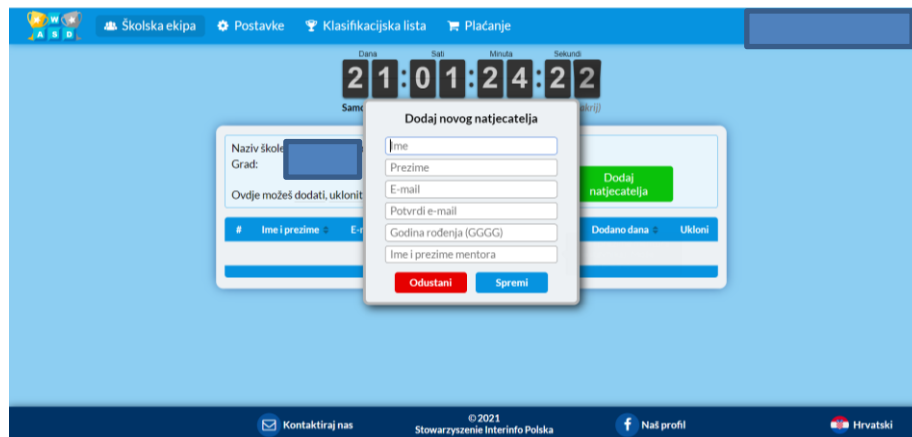 W
A S D
Školska ekipa
Postavke
Klasifikacijska lista
Plaćanje
Dana Sati Minuta Sekundi
21:01:24:22
Dodaj novog natjecatelja
Naziv škole
Grad:
Ovdje možeš dodati,
Ime
Prezime
E-mail
Potvrdi e-mail
Godina rođenja (GGGG)
Ime i prezime mentora
Odustani
Spremi
Dodaj
natjecatelja
# Ime i prezime
Dodano dana
Ukloni
Kontaktiraj nas
© 2021
Stowarzyszenie Interinfo Polska
Naš profil
Hrvatski